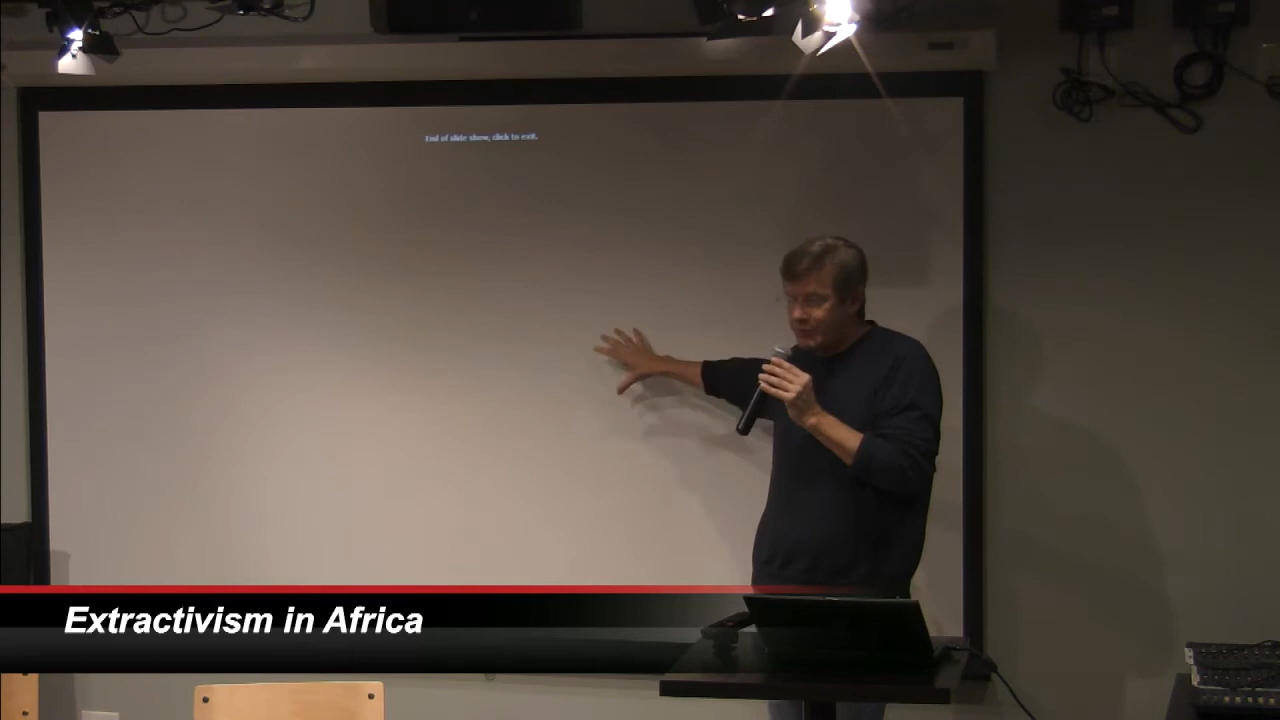 End of slide show, click to exit.
Extractivism in Africa